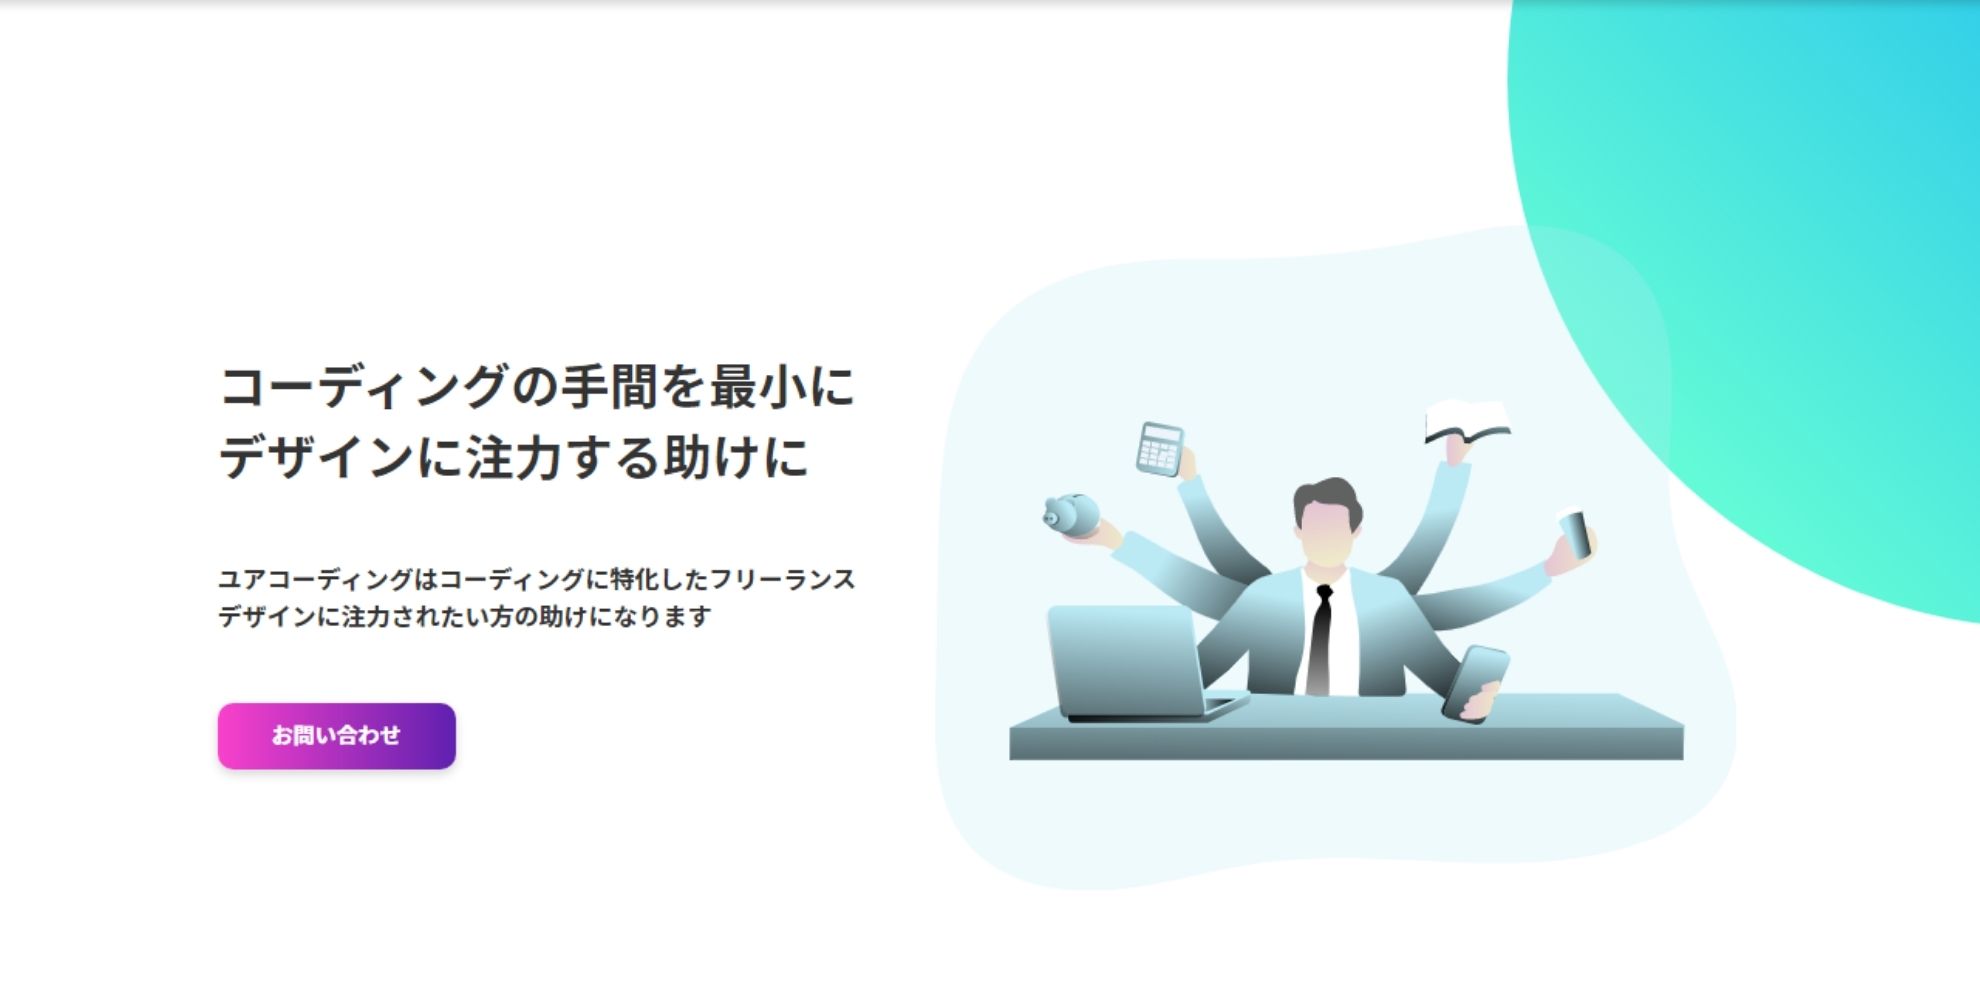 コーディングの手間を最小に
デザインに注力する助けに
ユアコーディングはコーディングに特化したフリーランス
デザインに注力されたい方の助けになります
お問い合わせ